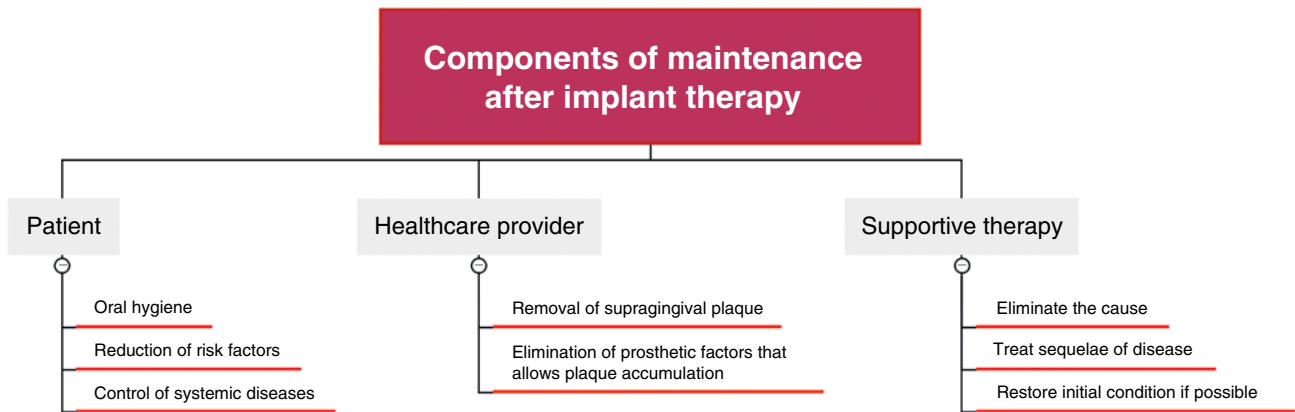 Components of maintenance
after implant therapy
Patient
Oral hygiene
Reduction of risk factors
Control of systemic diseases
Healthcare provider
Removal of supragingival plaque
Elimination of prosthetic factors that
allows plaque accumulation
Supportive therapy
Eliminate the cause
Treat sequelae of disease
Restore initial condition if possible